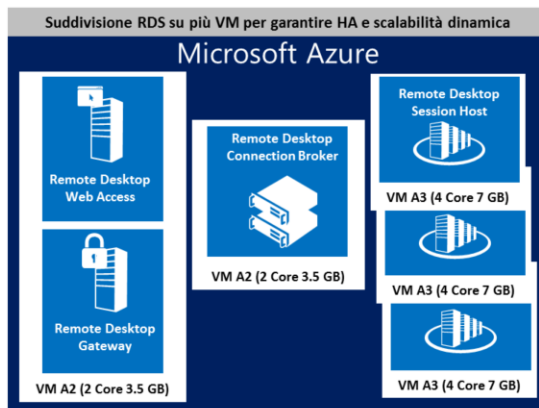 Suddivisione RDS su più VM per garantire HA e scalabilità dinamica
Microsoft Azure
Remote Desktop
Web Access
Remote Desktop
Gateway
VM A2 (2 Core 3.5 GB)
Remote Desktop
Connection Broker
VM A2 (2 Core 3.5 GB)
Remote Desktop
Session Host
VM A3 (4 Core 7 GB)
VM A3 (4 Core 7 GB)
VM A3 (4 Core 7 GB)